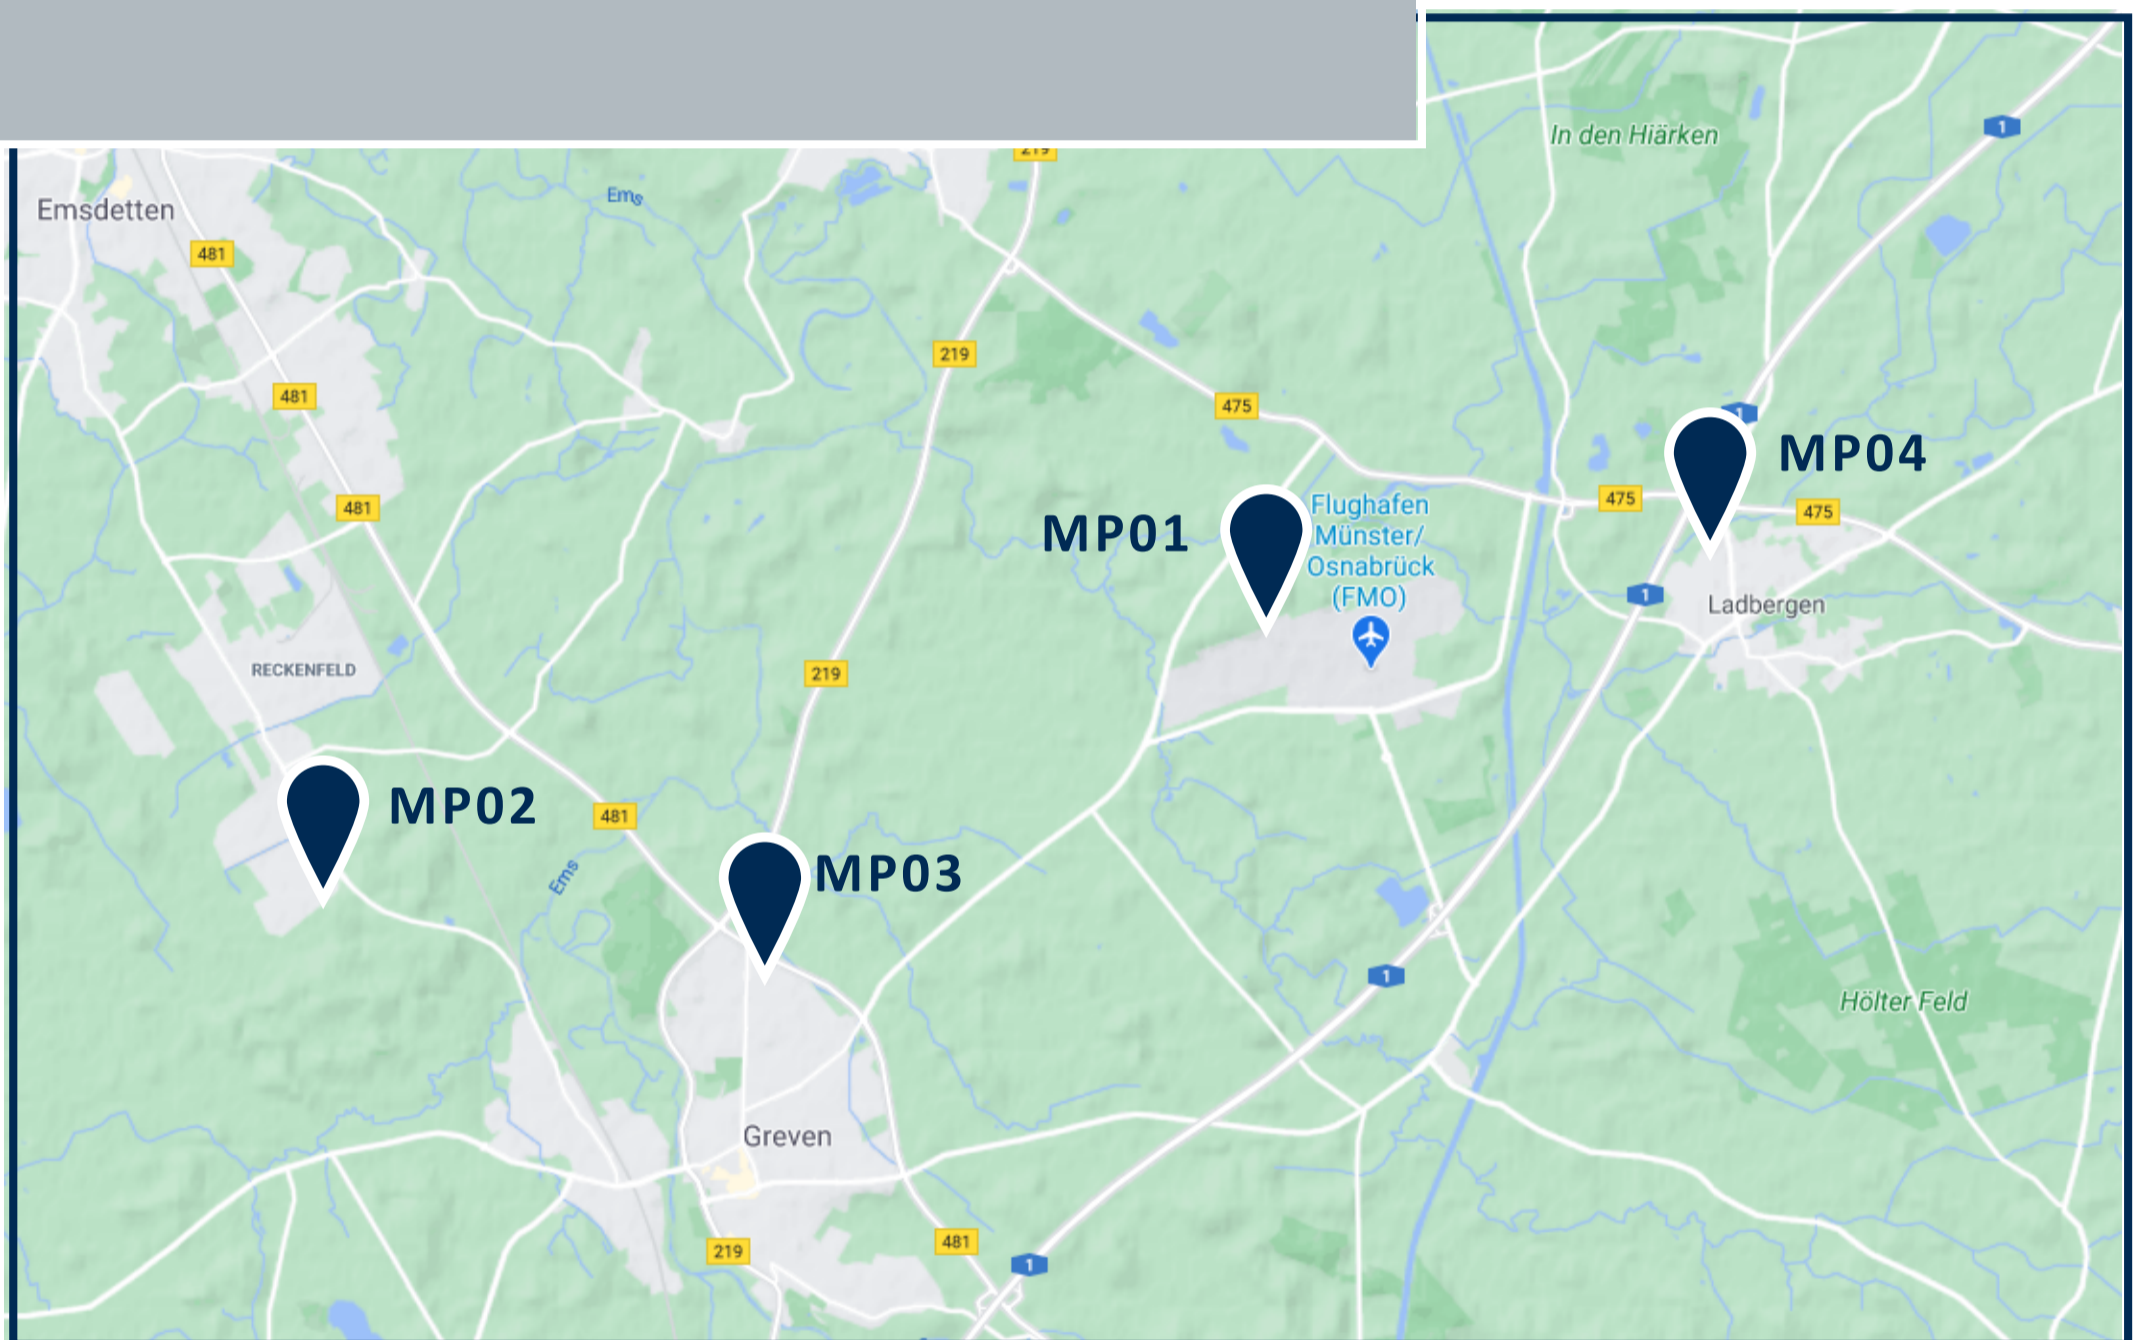 In den Hiärken
1
219
Ems
Emsdetten
481
219
481
475
1
MP04
481
475
475
Flughafen
Münster/
Osnabrück
(FMO)
MP01
1
Ladbergen
RECKENFELD
219
MP02
481
MP03
Ems
1
Hölter Feld
Greven
481
219
1